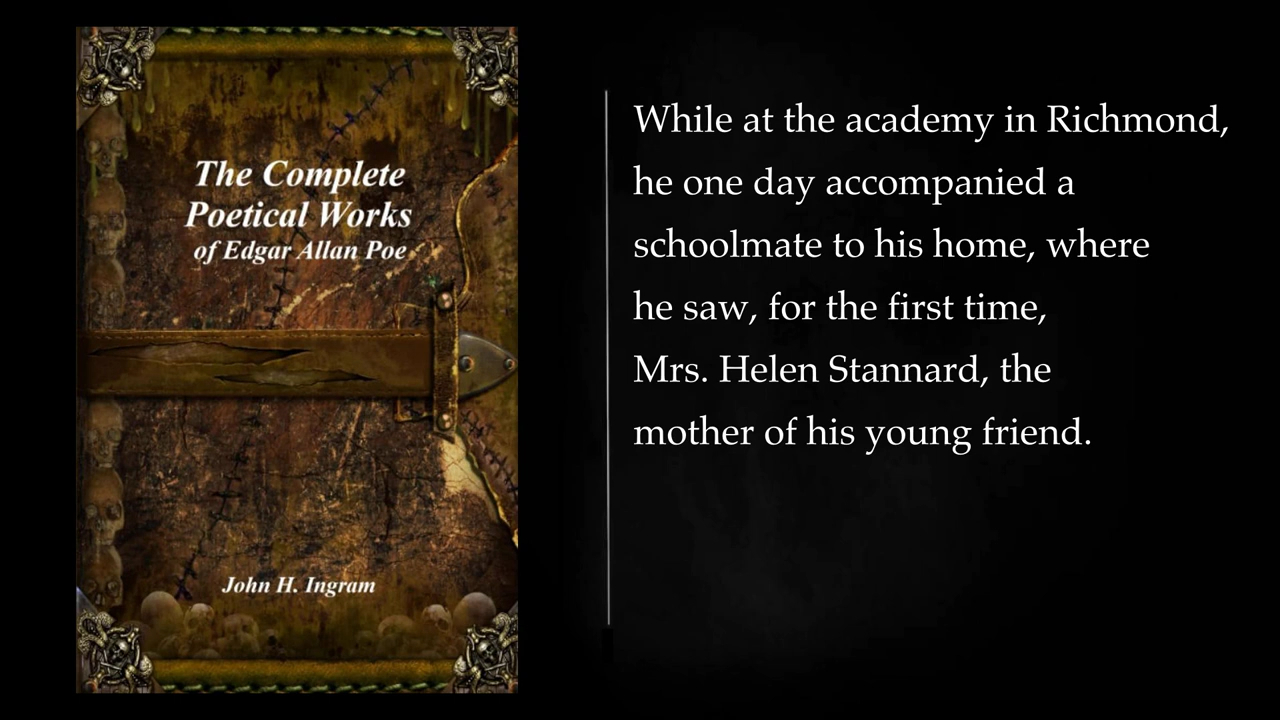 The Complete
Poetical Works
of Edgar Allan Poe
John H. Ingram
While at the academy in Richmond,
he one day accompanied a
schoolmate to his home, where
he saw, for the first time,
Mrs. Helen Stannard, the
mother of his young friend.